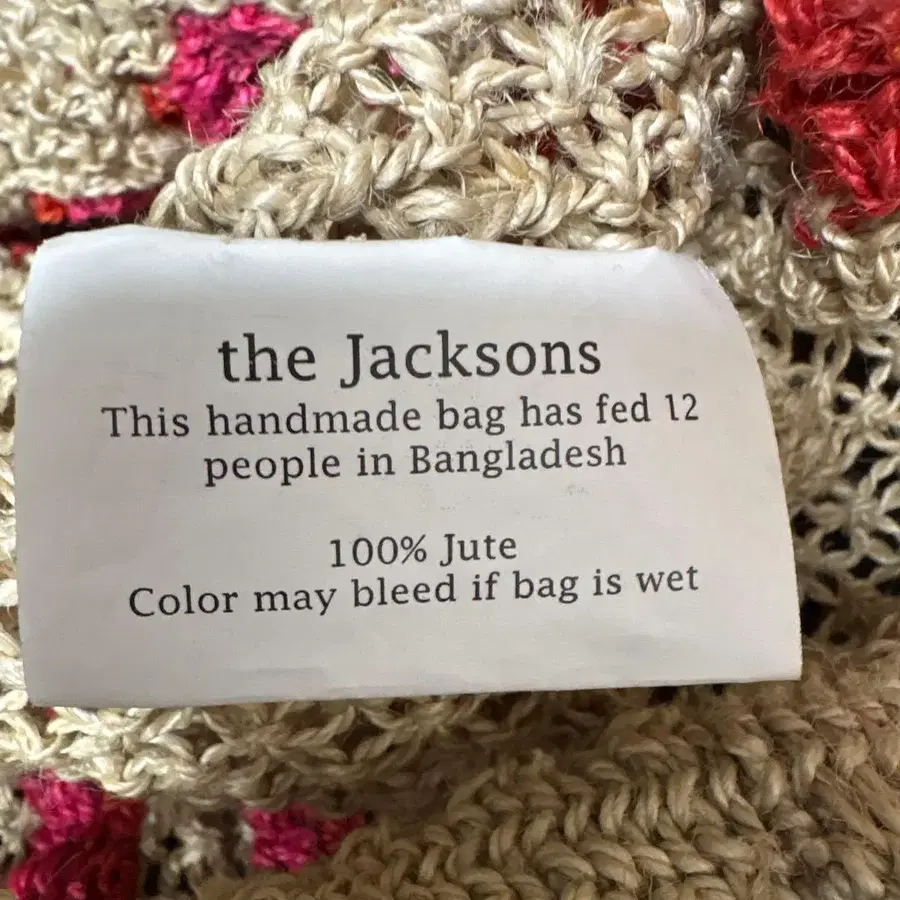 the Jacksons
This handmade bag has fed 12
people in Bangladesh
100% Jute
Color may bleed if bag is wet